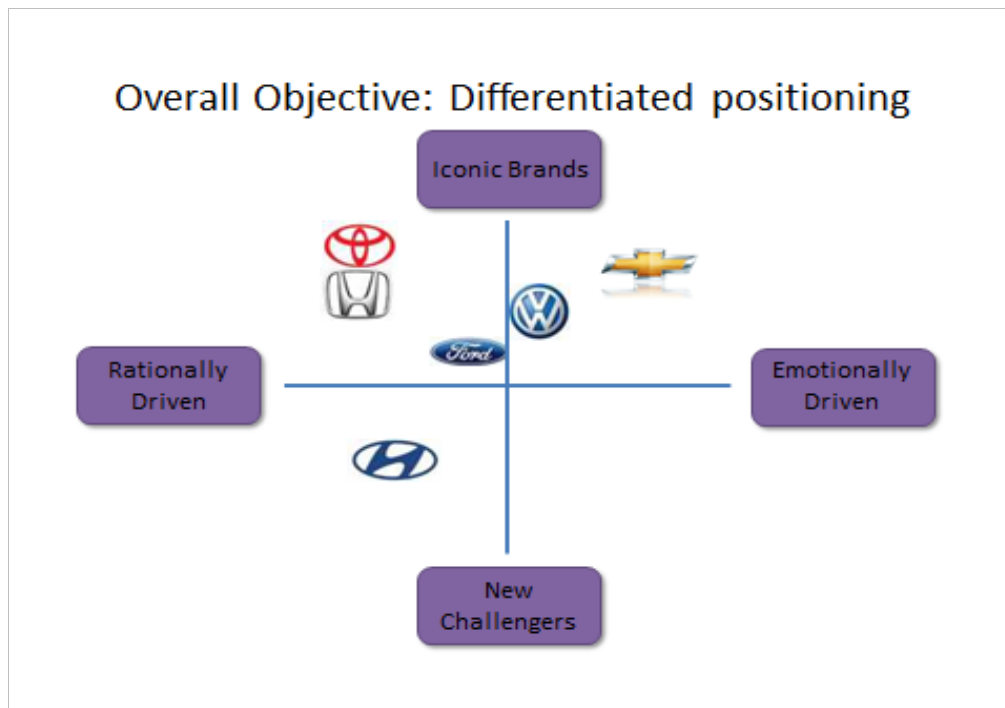 Overall Objective: Differentiated positioning
Iconic Brands
Ford
Rationally
Driven
Emotionally
Driven
New
Challengers